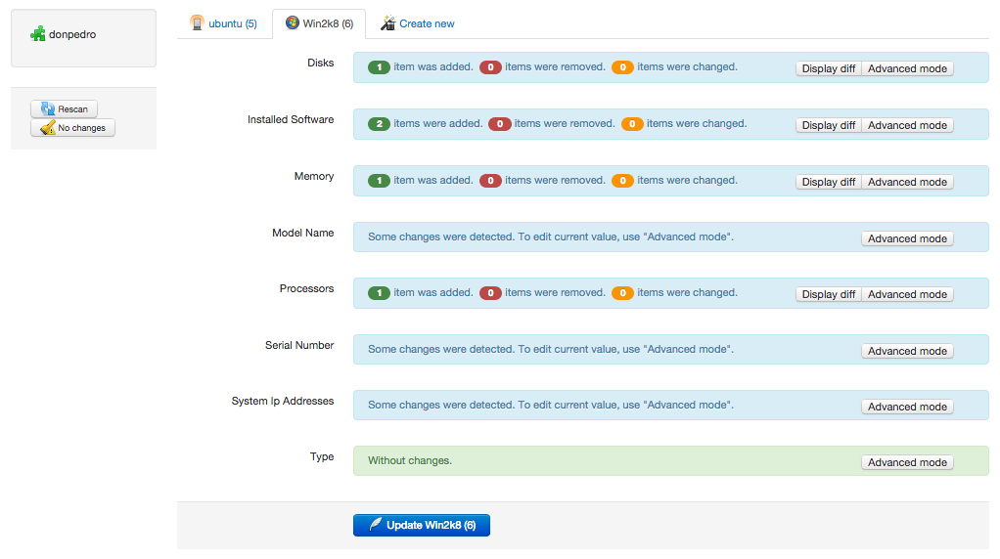 donpedro
Rescan
No changes
ubuntu (5) Win2k8 (6) Create new
Disks 1 item was added. 0 items were removed. 0 items were changed. Display diff Advanced mode
Installed Software 2 items were added. 0 items were removed. 0 items were changed. Display diff Advanced mode
Memory 1 item was added. 0 items were removed. 0 items were changed. Display diff Advanced mode
Model Name Some changes were detected. To edit current value, use "Advanced mode". Advanced mode
Processors 1 item was added. 0 items were removed. 0 items were changed. Display diff Advanced mode
Serial Number Some changes were detected. To edit current value, use "Advanced mode". Advanced mode
System Ip Addresses Some changes were detected. To edit current value, use "Advanced mode". Advanced mode
Type Without changes. Advanced mode
Update Win2k8 (6)